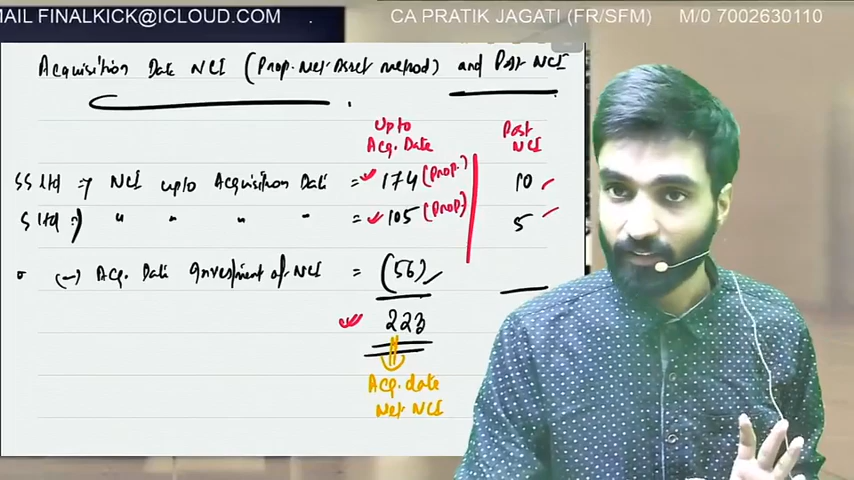 MAIL FINALKICK@ICLOUD.COM
CA PRATIK JAGATI (FR/SFM) M/0 7002630110
Acquisition Date NCI (Prop. Net Asset method) and Post NCI
Upto Acq. Date
Post NCI
SS Ltd => NCI upto Acquisition Date = 174 (Prop.) 10
S Ltd => " " " " = 105 (Prop) 5
(-) Acq. Date Investment of NCI = (56)
223
Acq. date
Net NCI